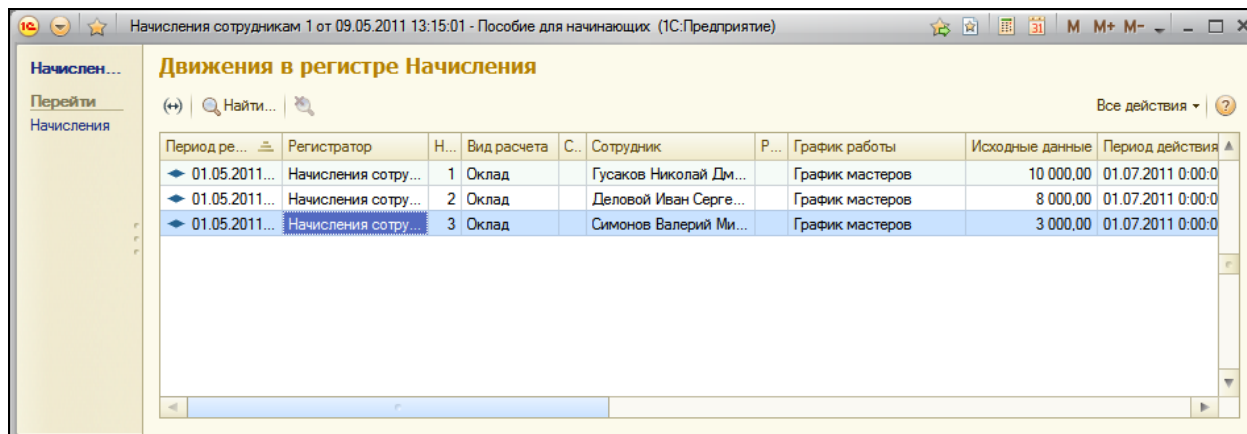 Начисления сотрудникам 1 от 09.05.2011 13:15:01 - Пособие для начинающих (1С:Предприятие)
M M+ M-
Начислен...
Перейти
Начисления
Движения в регистре Начисления
Найти...
Все действия
Период ре... Регистратор Н... Вид расчета С.. Сотрудник Р... График работы Исходные данные Период действия
01.05.2011... Начисления сотру... 1 Оклад Гусаков Николай Дм... График мастеров 10 000,00 01.07.2011 0:00:0
01.05.2011... Начисления сотру... 2 Оклад Деловой Иван Серге... График мастеров 8 000,00 01.07.2011 0:00:0
01.05.2011... Начисления сотру... 3 Оклад Симонов Валерий Ми... График мастеров 3 000,00 01.07.2011 0:00:0